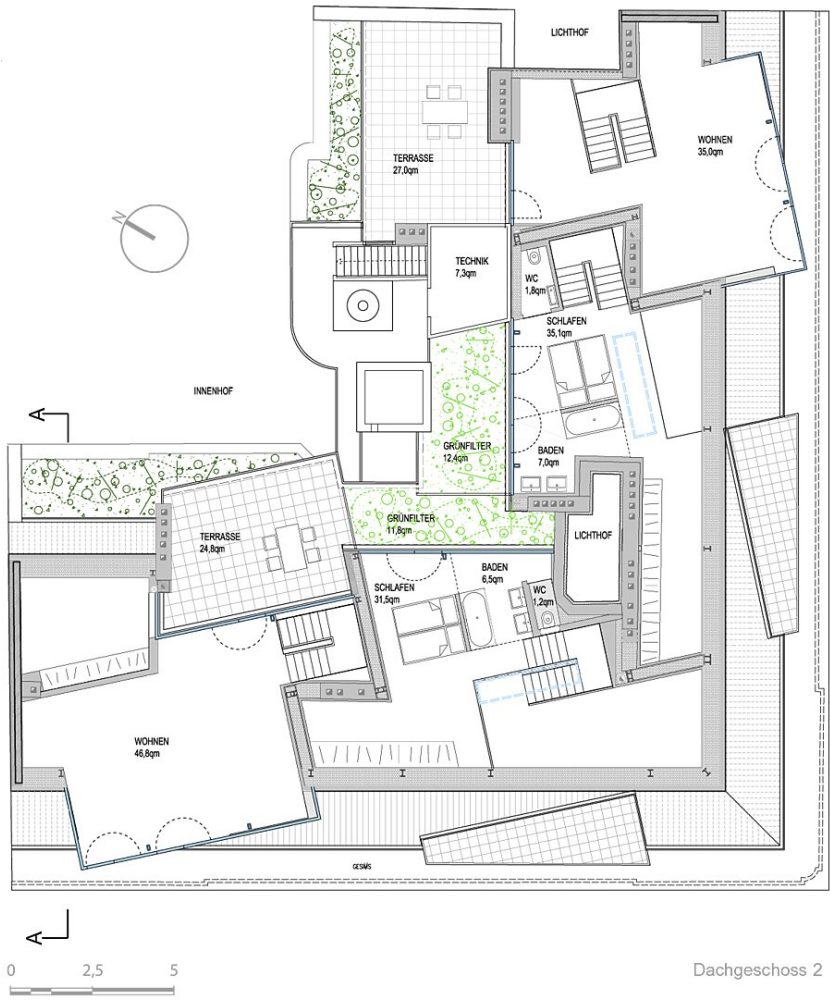 LICHTHOF
WOHNEN
35,0qm
TERRASSE
27,0qm
N
TECHNIK
7,3qm
WC
1,8qm
SCHLAFEN
35,1qm
INNENHOF
A
GRÜNFILTER
12,4qm
BADEN
7,0qm
GRÜNFILTER
11,8qm
TERRASSE
24,8qm
LICHTHOF
BADEN
6,5qm
SCHLAFEN
31,5qm
WC
1,2qm
WOHNEN
46,8qm
GESIMS
A
0 2,5 5
Dachgeschoss 2